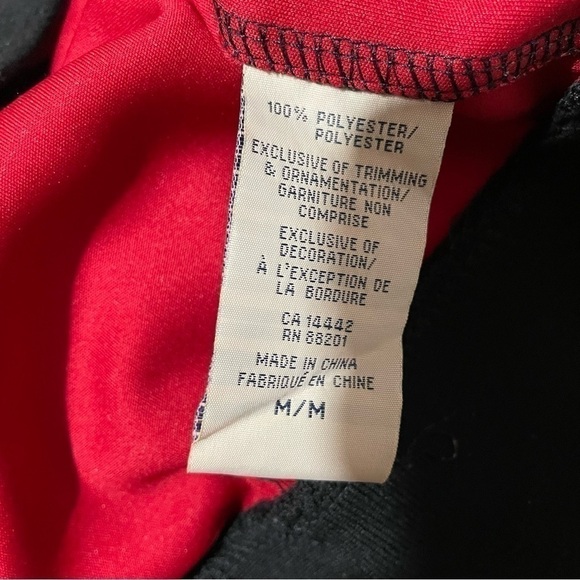 100% POLYESTER/
POLYESTER
EXCLUSIVE OF TRIMMING
& ORNAMENTATION/
GARNITURE NON
COMPRISE
EXCLUSIVE OF
DECORATION/
À L'EXCEPTION DE
LA BORDURE
CA 14442
RN 88201
MADE IN CHINA
FABRIQUÉ EN CHINE
M/M